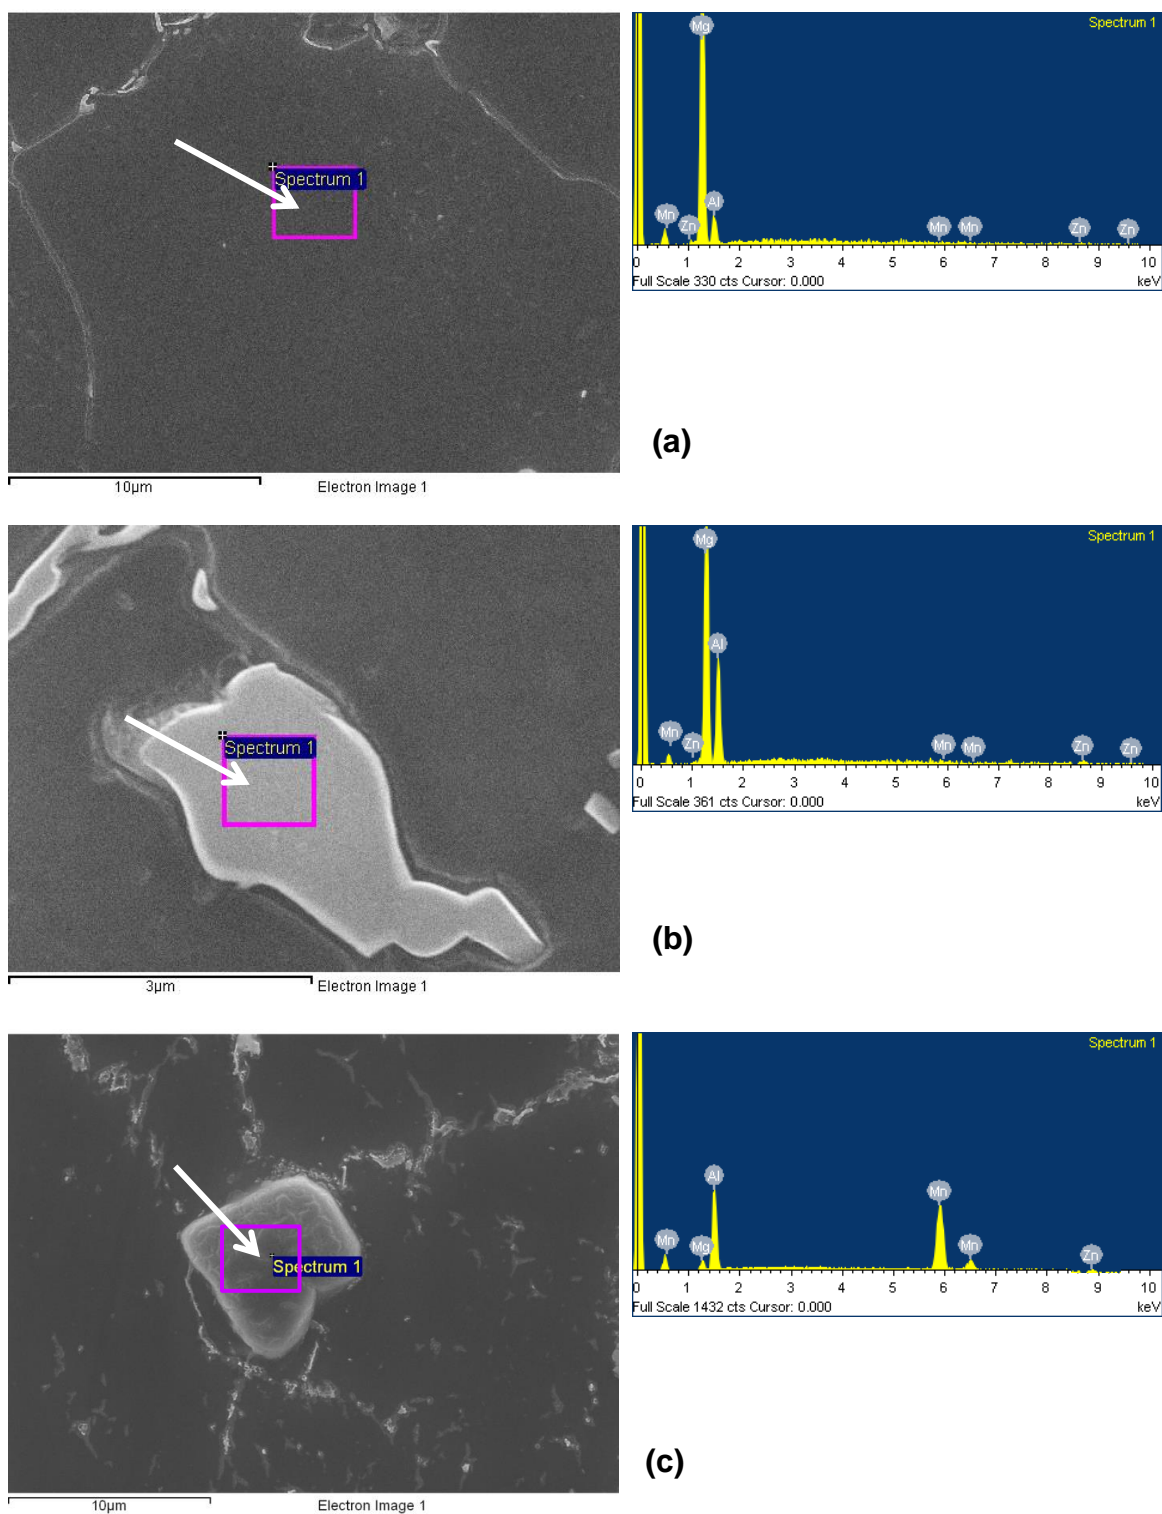 Spectrum 1
10µm Electron Image 1
Spectrum 1
Mg
Al
Mn
Zn
Mn
Mn
Zn
Zn
0 1 2 3 4 5 6 7 8 9 10
Full Scale 330 cts Cursor: 0.000 keV
(a)
Spectrum 1
3µm Electron Image 1
Spectrum 1
Mg
Al
Mn
Zn
Mn
Mn
Zn
Zn
0 1 2 3 4 5 6 7 8 9 10
Full Scale 361 cts Cursor: 0.000 keV
(b)
Spectrum 1
10µm Electron Image 1
Spectrum 1
Al
Mn
Mn
Mg
Mn
Zn
0 1 2 3 4 5 6 7 8 9 10
Full Scale 1432 cts Cursor: 0.000 keV
(c)